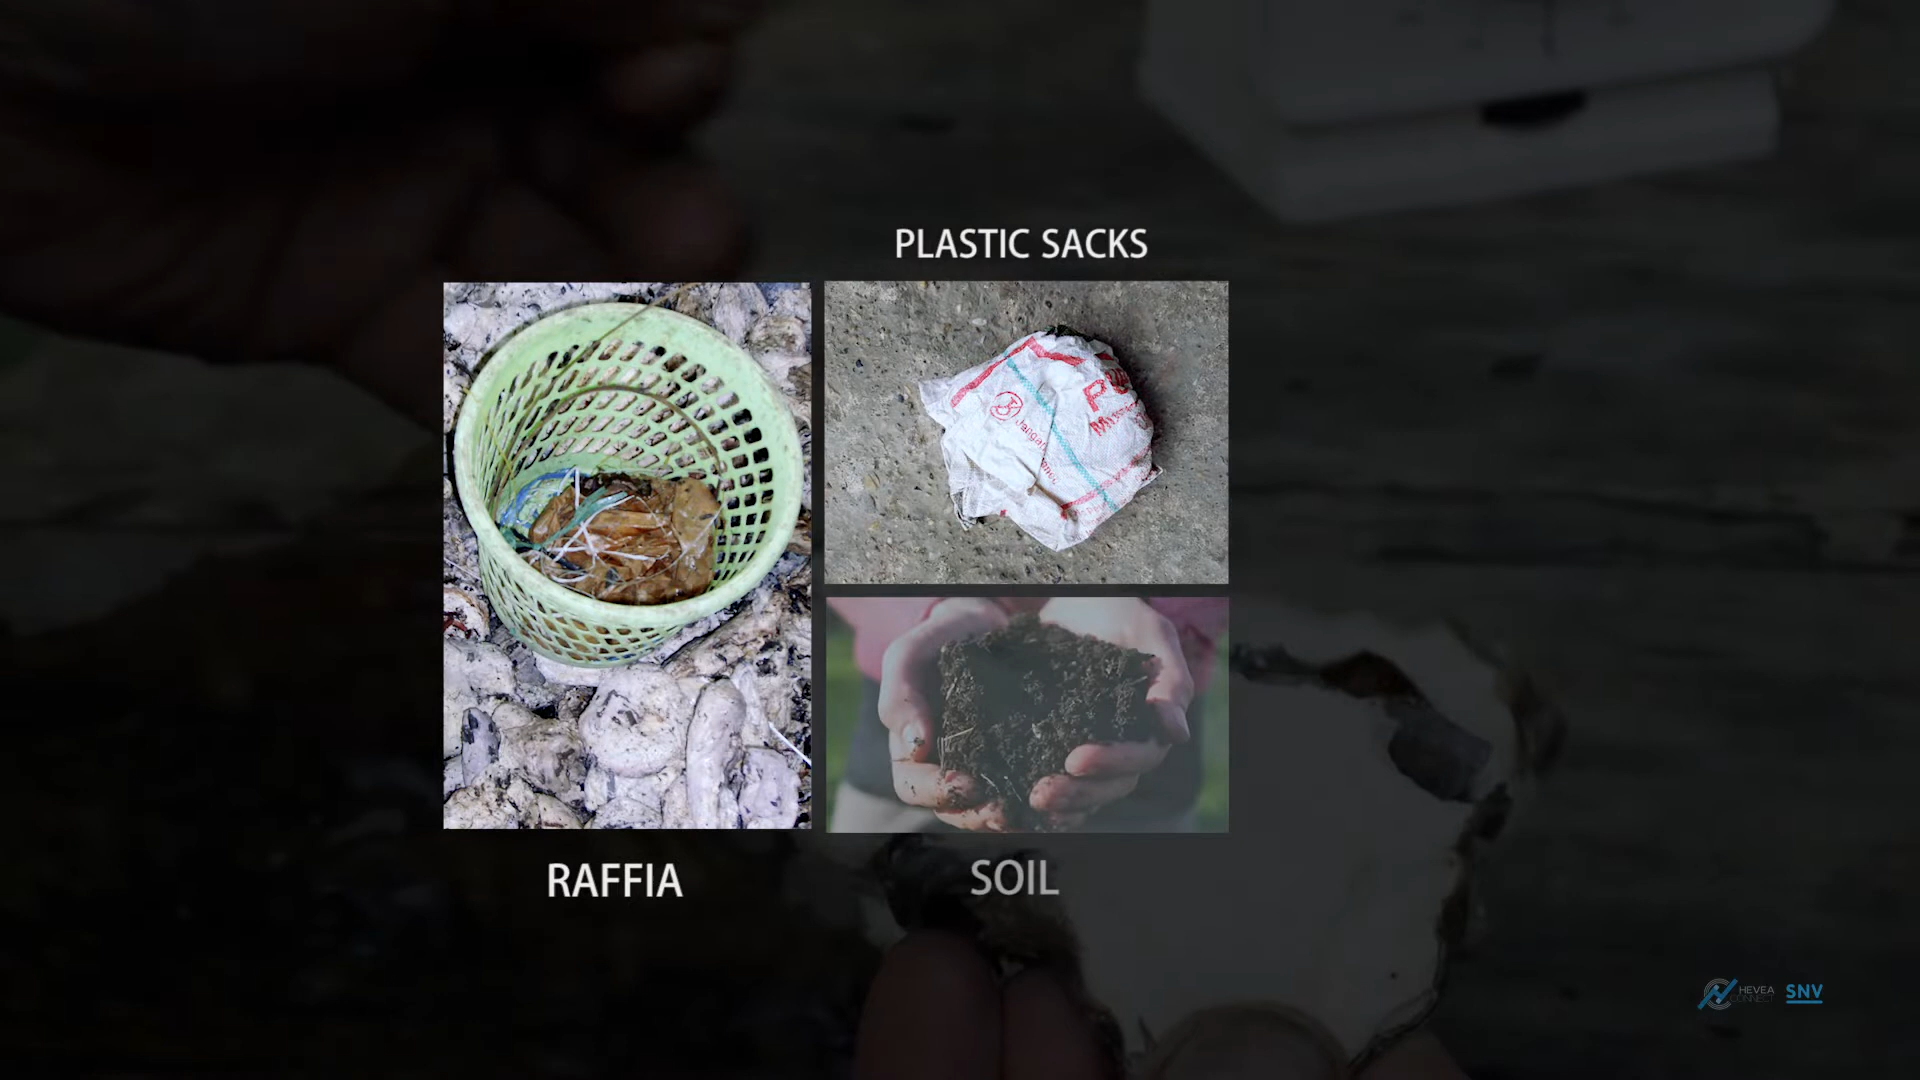 PLASTIC SACKS
RAFFIA
SOIL
HEVEA
CONNECT
SNV